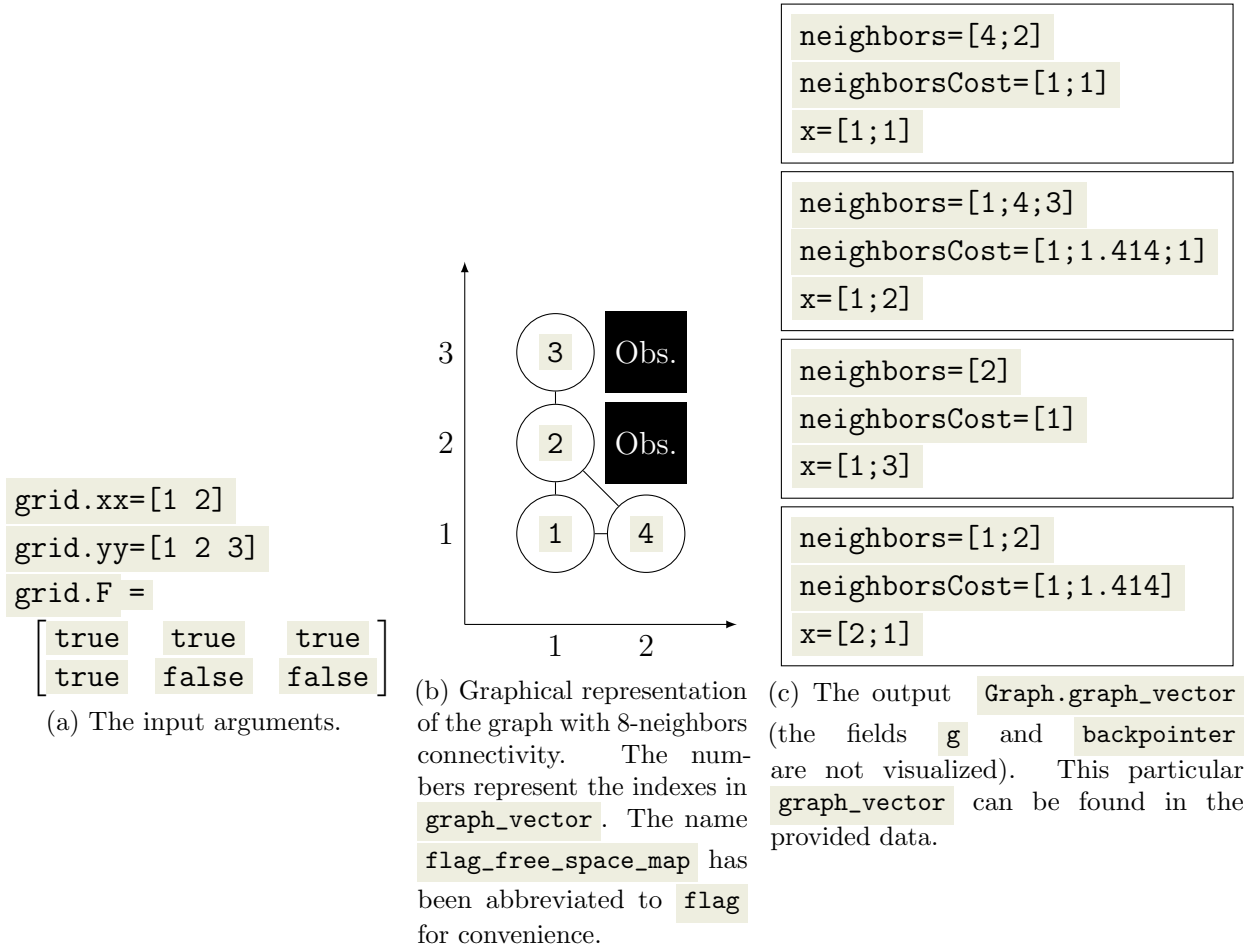 grid.xx=[1 2]
grid.yy=[1 2 3]
grid.F =
true true true
true false false
(a) The input arguments.
3
2
1
1 2
3 Obs.
2 Obs.
1 4
(b) Graphical representation
of the graph with 8-neighbors
connectivity. The num-
bers represent the indexes in
graph_vector. The name
flag_free_space_map has
been abbreviated to flag
for convenience.
neighbors=[4;2]
neighborsCost=[1;1]
x=[1;1]
neighbors=[1;4;3]
neighborsCost=[1;1.414;1]
x=[1;2]
neighbors=[2]
neighborsCost=[1]
x=[1;3]
neighbors=[1;2]
neighborsCost=[1;1.414]
x=[2;1]
(c) The output Graph.graph_vector
(the fields g and backpointer
are not visualized). This particular
graph_vector can be found in the
provided data.